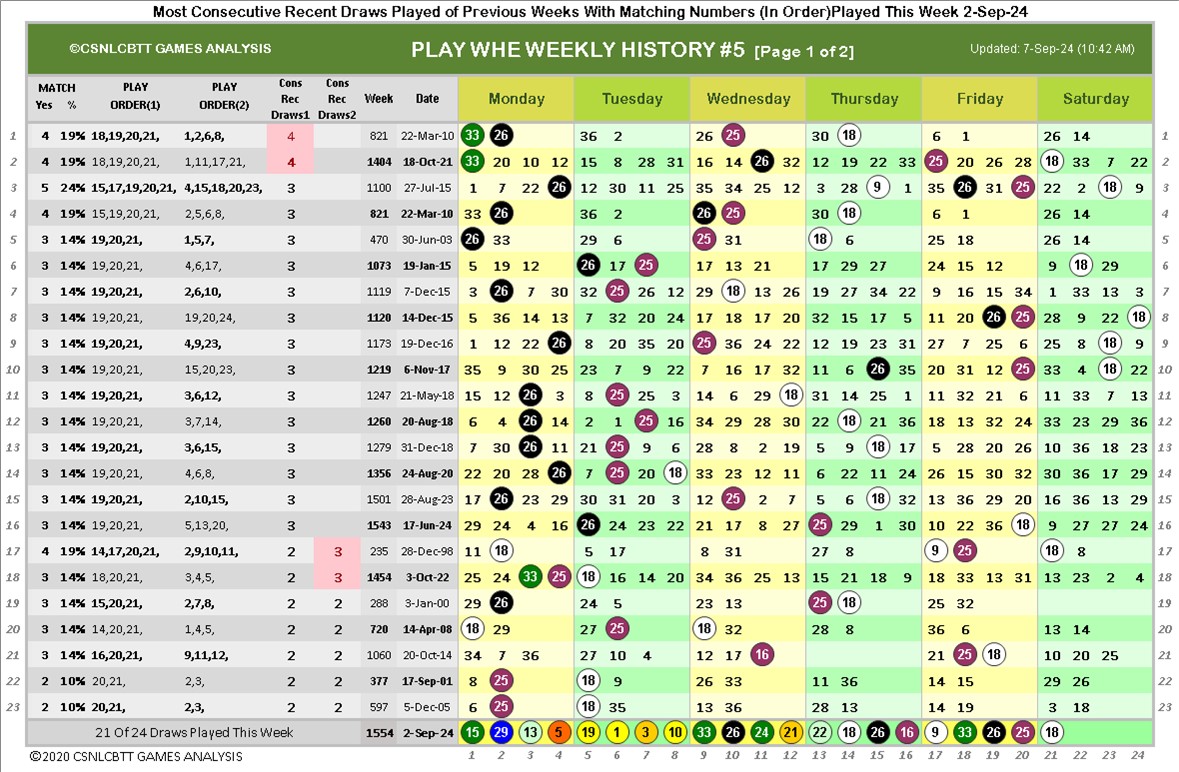 Most Consecutive Recent Draws Played of Previous Weeks With Matching Numbers (In Order)Played This Week 2-Sep-24
©CSNLCBTT GAMES ANALYSIS PLAY WHE WEEKLY HISTORY #5 [Page 1 of 2] Updated: 7-Sep-24 (10:42 AM)
MATCH Yes % PLAY ORDER(1) PLAY ORDER(2) Cons Rec Draws1 Cons Rec Draws2 Week Date Monday Tuesday Wednesday Thursday Friday Saturday
1 4 19% 18,19,20,21, 1,2,6,8, 4 821 22-Mar-10 33 26 36 2 26 25 30 18 6 1 26 14 1
2 4 19% 18,19,20,21, 1,11,17,21, 4 1404 18-Oct-21 33 20 10 12 15 8 28 31 16 14 26 32 12 19 22 33 25 20 26 28 18 33 7 22 2
3 5 24% 15,17,19,20,21, 4,15,18,20,23, 3 1100 27-Jul-15 1 7 22 26 12 30 11 25 35 34 25 12 3 28 9 1 35 26 31 25 22 2 18 9 3
4 4 19% 15,19,20,21, 2,5,6,8, 3 821 22-Mar-10 33 26 36 2 26 25 30 18 6 1 26 14 4
5 3 14% 19,20,21, 1,5,7, 3 470 30-Jun-03 26 33 29 6 25 31 18 6 25 18 26 14 5
6 3 14% 19,20,21, 4,6,17, 3 1073 19-Jan-15 5 19 12 26 17 25 17 13 21 17 29 27 24 15 12 9 18 29 6
7 3 14% 19,20,21, 2,6,10, 3 1119 7-Dec-15 3 26 7 30 32 25 26 12 29 18 13 26 19 27 34 22 9 16 15 34 1 33 13 3 7
8 3 14% 19,20,21, 19,20,24, 3 1120 14-Dec-15 5 36 14 13 7 32 20 24 17 18 17 20 32 15 17 5 11 20 26 25 28 9 22 18 8
9 3 14% 19,20,21, 4,9,23, 3 1173 19-Dec-16 1 12 22 26 8 20 35 20 25 36 24 22 12 19 23 31 27 7 25 6 25 8 18 9 9
10 3 14% 19,20,21, 15,20,23, 3 1219 6-Nov-17 35 9 30 25 23 7 9 22 7 16 17 32 11 6 26 35 20 31 12 25 33 4 18 22 10
11 3 14% 19,20,21, 3,6,12, 3 1247 21-May-18 15 12 26 3 8 25 25 3 14 6 29 18 31 14 25 1 11 32 21 6 11 33 7 13 11
12 3 14% 19,20,21, 3,7,14, 3 1260 20-Aug-18 6 4 26 14 2 1 25 16 34 29 28 30 22 18 21 36 18 13 32 24 33 23 29 36 12
13 3 14% 19,20,21, 3,6,15, 3 1279 31-Dec-18 7 30 26 11 21 25 9 6 28 8 2 19 5 9 18 17 5 28 20 26 10 36 18 23 13
14 3 14% 19,20,21, 4,6,8, 3 1356 24-Aug-20 22 20 28 26 7 25 20 18 33 23 12 11 6 22 11 24 26 15 30 32 30 36 17 29 14
15 3 14% 19,20,21, 2,10,15, 3 1501 28-Aug-23 17 26 23 29 30 31 20 3 12 25 2 7 5 6 18 32 13 36 29 20 16 36 13 29 15
16 3 14% 19,20,21, 5,13,20, 3 1543 17-Jun-24 29 24 4 16 26 24 23 22 21 17 8 27 25 29 1 30 10 22 36 18 9 27 27 24 16
17 4 19% 14,17,20,21, 2,9,10,11, 2 3 235 28-Dec-98 11 18 5 17 8 31 27 8 9 25 18 8 17
18 3 14% 18,20,21, 3,4,5, 2 3 1454 3-Oct-22 25 24 33 25 18 16 14 20 34 36 25 13 15 21 18 9 18 33 13 31 13 23 2 4 18
19 3 14% 15,20,21, 2,7,8, 2 2 288 3-Jan-00 29 26 24 5 23 13 25 18 25 32 19
20 3 14% 14,20,21, 1,4,5, 2 2 720 14-Apr-08 18 29 27 25 18 32 28 8 36 6 13 14 20
21 3 14% 16,20,21, 9,11,12, 2 2 1060 20-Oct-14 34 7 36 27 10 4 12 17 16 21 25 18 10 20 25 21
22 2 10% 20,21, 2,3, 2 2 377 17-Sep-01 8 25 18 9 26 33 11 36 14 15 29 26 22
23 2 10% 20,21, 2,3, 2 2 597 5-Dec-05 6 25 18 35 13 16 28 13 14 19 3 18 23
21 Of 24 Draws Played This Week 1554 2-Sep-24 15 29 13 5 19 1 3 10 33 26 24 21 22 18 26 16 9 33 26 25 18
©2020 CSNLCBTT GAMES ANALYSIS 1 2 3 4 5 6 7 8 9 10 11 12 13 14 15 16 17 18 19 20 21 22 23 24